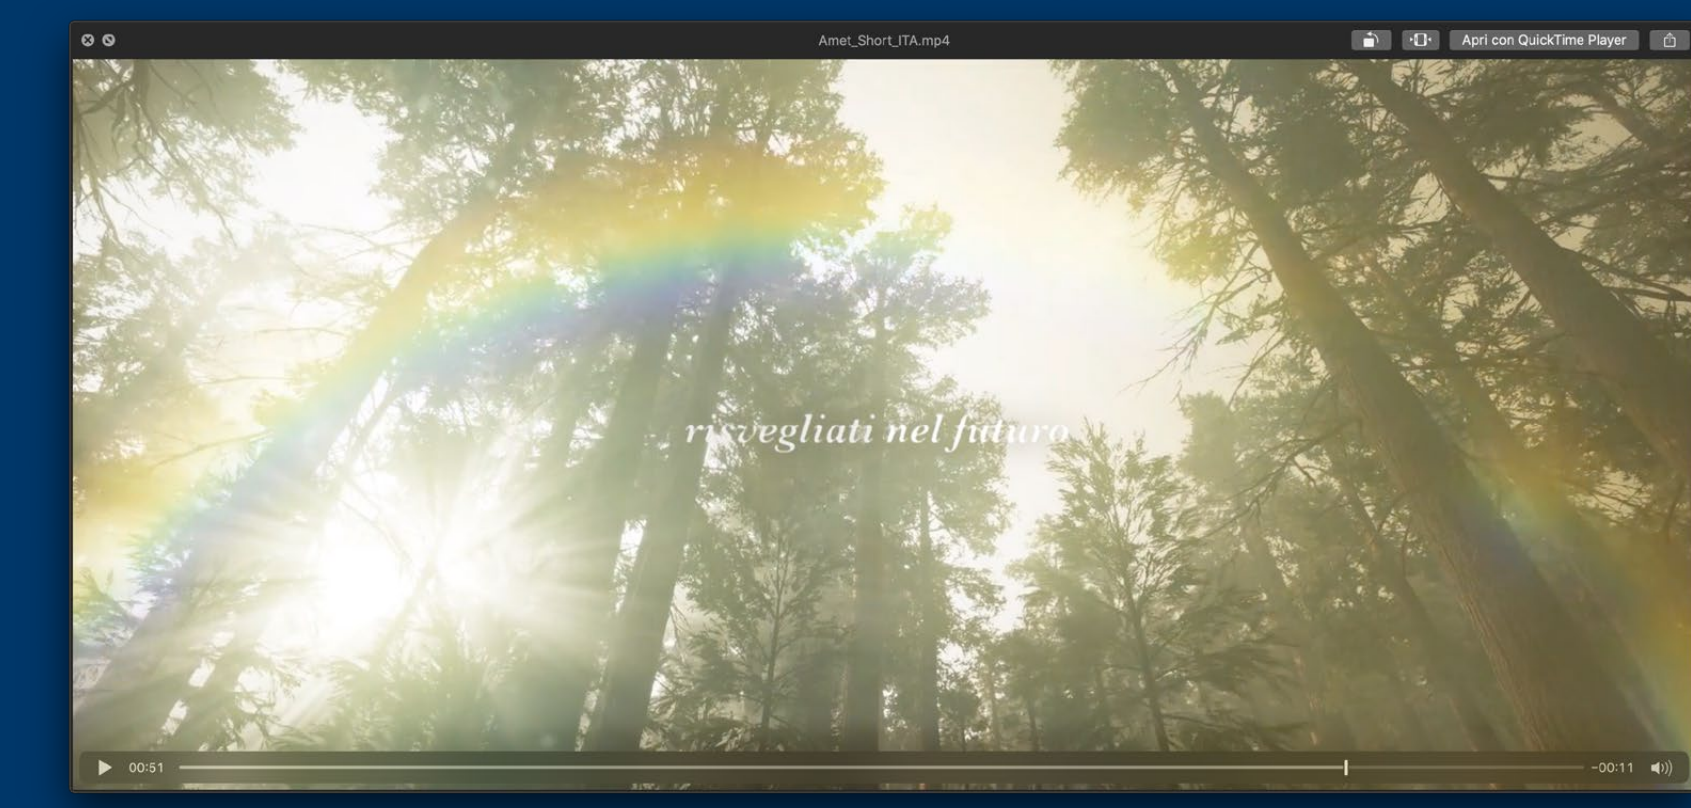 Amet_Short_ITA.mp4
Apri con QuickTime Player
risvegliati nel futuro
00:51
-00:11